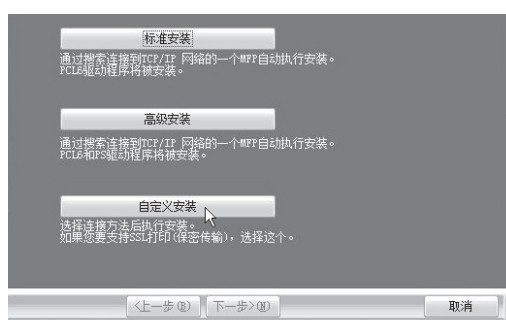 标准安装
通过搜索连接到TCP/IP 网络的一个MFP自动执行安装。
PCL6驱动程序将被安装。
高级安装
通过搜索连接到TCP/IP 网络的一个MFP自动执行安装。
PCL6和PS驱动程序将被安装。
自定义安装
选择连接方法后执行安装。
如果您要支持SSL打印(保密传输)，选择这个。
<上一步(B) 下一步>(N) 取消